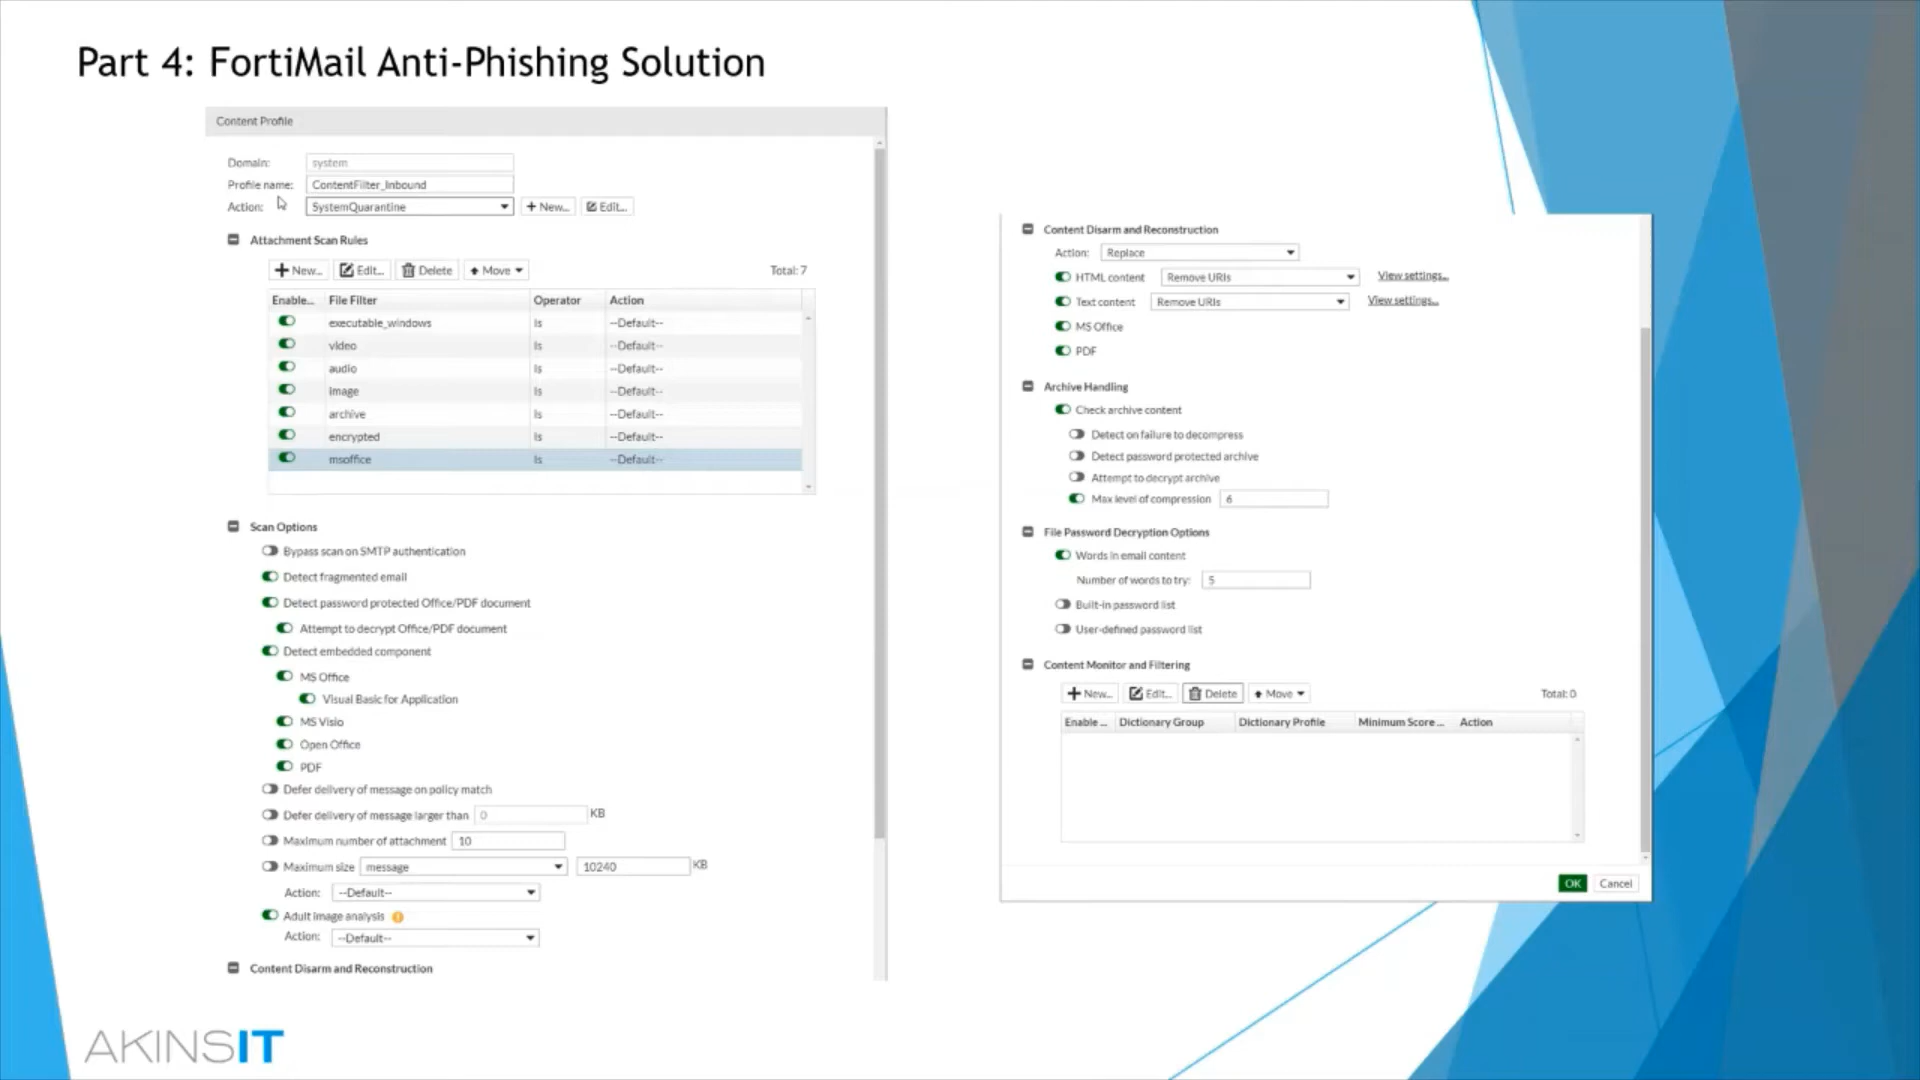 Part 4: FortiMail Anti-Phishing Solution
Content Profile
Domain: system
Profile name: ContentFilter_Inbound
Action: SystemQuarantine New... Edit...
Attachment Scan Rules
New... Edit... Delete Move Total: 7
Enable... File Filter Operator Action
executable_windows Is --Default--
video Is --Default--
audio Is --Default--
image Is --Default--
archive Is --Default--
encrypted Is --Default--
msoffice Is --Default--
Scan Options
Bypass scan on SMTP authentication
Detect fragmented email
Detect password protected Office/PDF document
Attempt to decrypt Office/PDF document
Detect embedded component
MS Office
Visual Basic for Application
MS Visio
Open Office
PDF
Defer delivery of message on policy match
Defer delivery of message larger than 0 KB
Maximum number of attachment 10
Maximum size message 10240 KB
Action: --Default--
Adult image analysis
Action: --Default--
Content Disarm and Reconstruction
Content Disarm and Reconstruction
Action: Replace
HTML content Remove URIs View settings...
Text content Remove URIs View settings...
MS Office
PDF
Archive Handling
Check archive content
Detect on failure to decompress
Detect password protected archive
Attempt to decrypt archive
Max level of compression 6
File Password Decryption Options
Words in email content
Number of words to try: 5
Built-in password list
User-defined password list
Content Monitor and Filtering
New... Edit... Delete Move Total: 0
Enable ... Dictionary Group Dictionary Profile Minimum Score ... Action
OK Cancel
AKINSIT